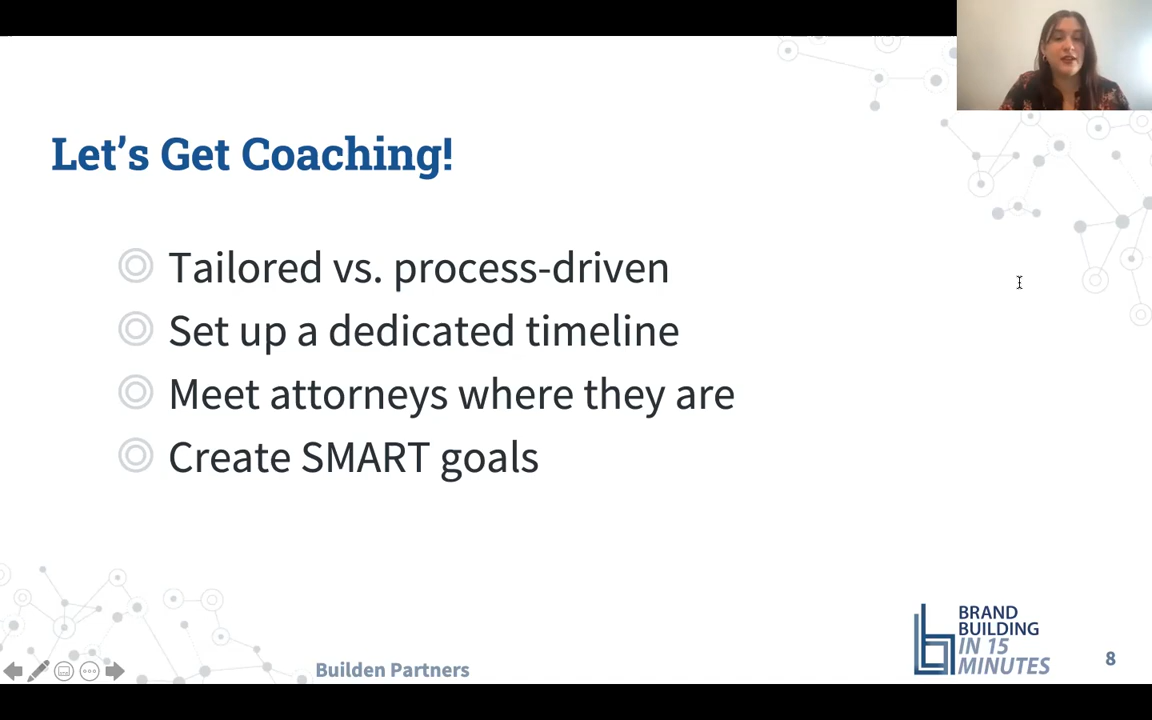 Let’s Get Coaching!
Tailored vs. process-driven
Set up a dedicated timeline
Meet attorneys where they are
Create SMART goals
Builden Partners
BRAND
BUILDING
IN 15
MINUTES
8